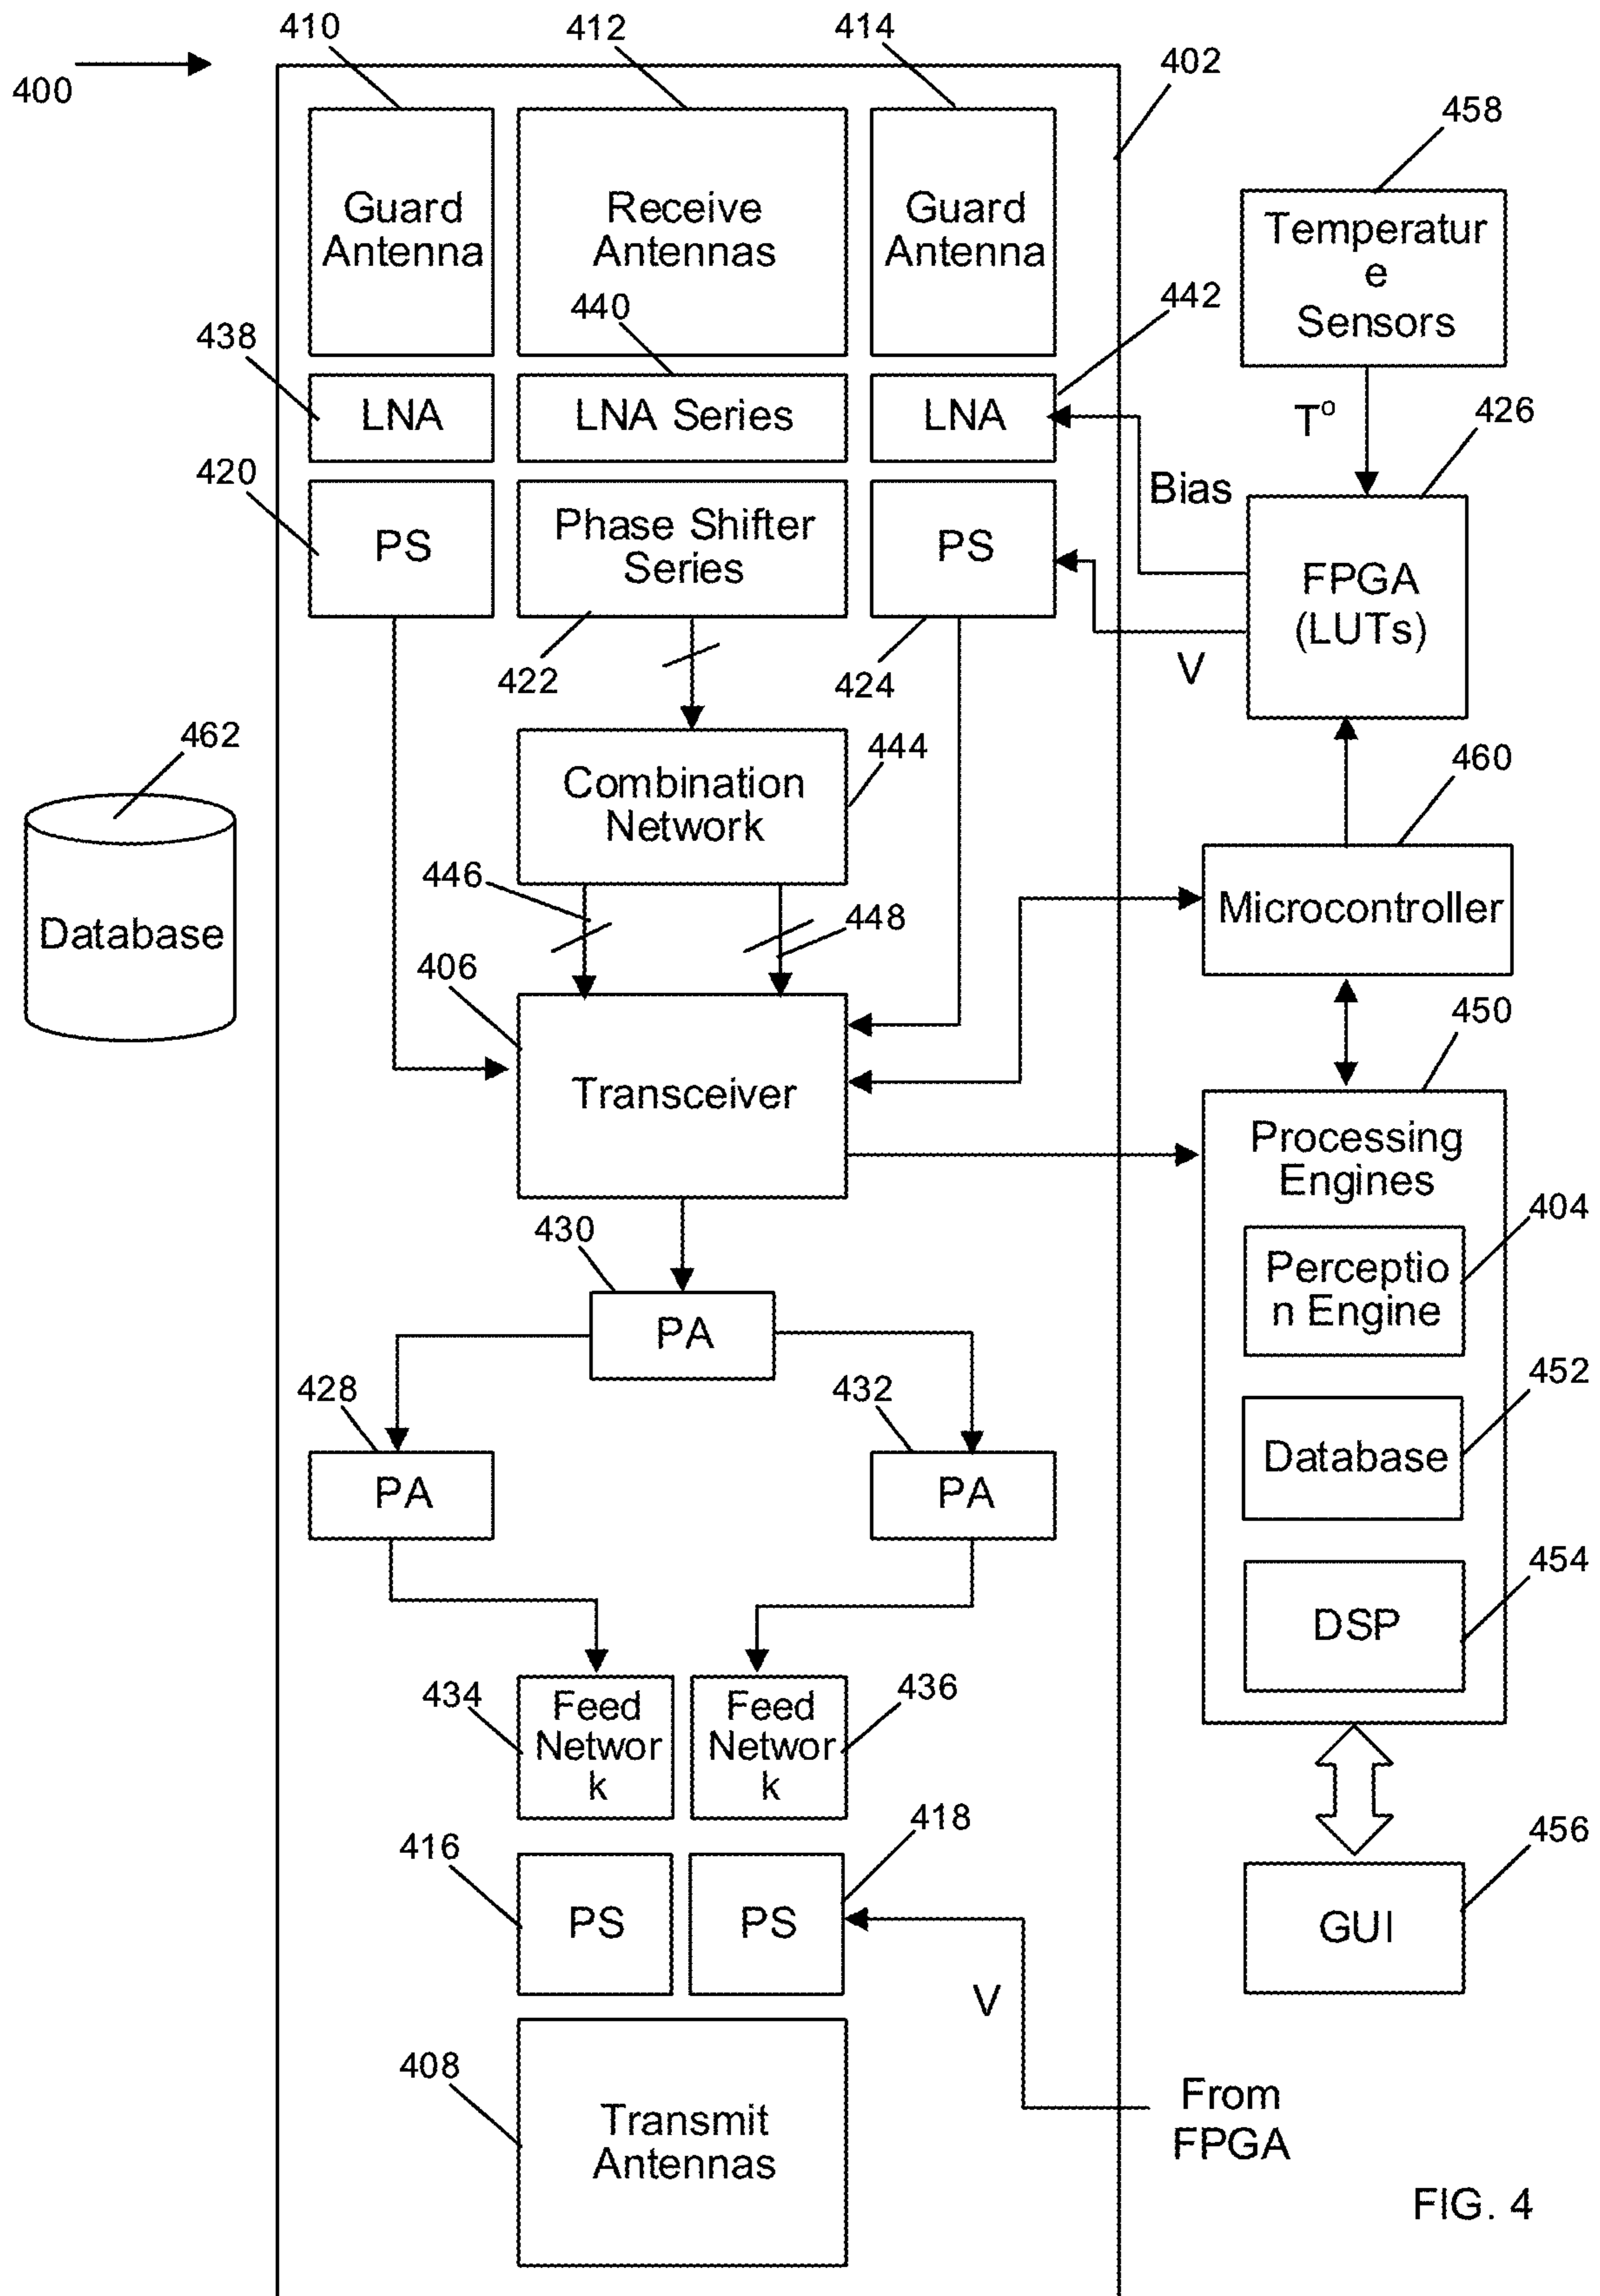 410
412
414
400
402
458
Guard
Antenna
Receive
Antennas
Guard
Antenna
Temperatur
e
Sensors
440
442
438
LNA
LNA Series
LNA
T°
426
420
Bias
PS
Phase Shifter
Series
PS
FPGA
(LUTs)
422
424
V
462
444
460
Combination
Network
Database
446
448
Microcontroller
406
450
Transceiver
Processing
Engines
404
430
Perceptio
n Engine
PA
428
432
452
PA
PA
Database
454
DSP
434
Feed
Networ
k
Feed
Networ
k
436
416
418
456
PS
PS
GUI
V
408
Transmit
Antennas
From
FPGA
FIG. 4